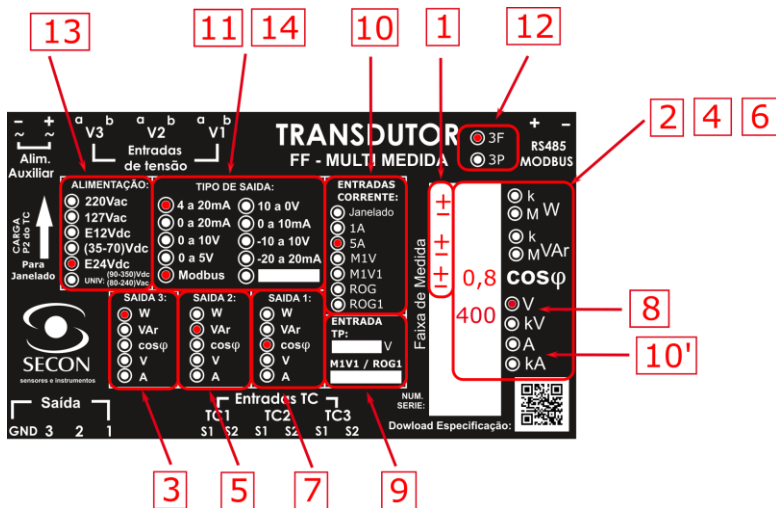 13
11 14
10
1
12
a b
V3
a b
V2
a b
V1
- +
~ ~
Alim.
Auxiliar
Entradas
de tensão
TRANSDUTOR
FF - MULTI MEDIDA
3F
3P
+ -
RS485
MODBUS
2 4 6
ALIMENTAÇÃO:
220Vac
127Vac
E12Vdc
(35-70)Vdc
E24Vdc
UNIV: (90-350)Vdc
(80-240)Vac
TIPO DE SAIDA:
4 a 20mA
0 a 20mA
0 a 10V
0 a 5V
Modbus
10 a 0V
0 a 10mA
-10 a 10V
-20 a 20mA
ENTRADAS
CORRENTE:
Janelado
1A
5A
M1V
M1V1
ROG
ROG1
CARGA
P2 do TC
Para
Janelado
Faixa de Medida
±
±
±
0,8
400
k
M W
k
M VAr
cosφ
V
kV
A
kA
8
10'
SECON
sensores e instrumentos
SAIDA 3:
W
VAr
cosφ
V
A
SAIDA 2:
W
VAr
cosφ
V
A
SAIDA 1:
W
VAr
cosφ
V
A
ENTRADA
TP:
V
M1V1 / ROG1
NUM.
SERIE:
Saída
GND 3 2 1
Entradas TC
TC1 TC2 TC3
S1 S2 S1 S2 S1 S2
Dowload Especificação:
3
5
7
9